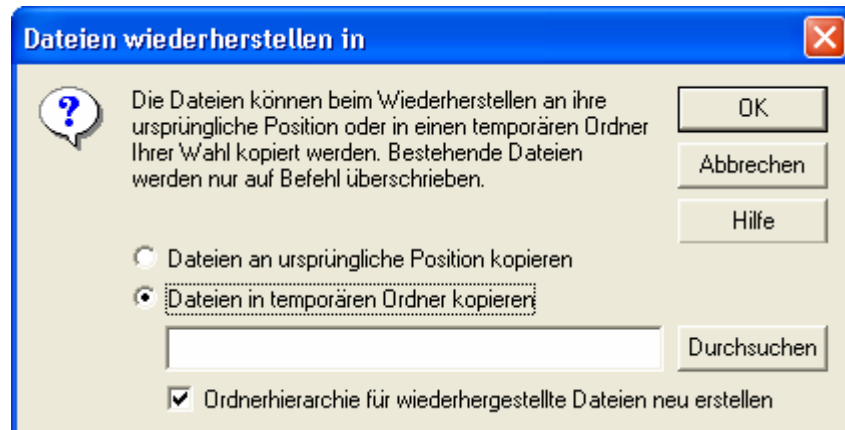 Dateien wiederherstellen in
Die Dateien können beim Wiederherstellen an ihre
ursprüngliche Position oder in einen temporären Ordner
Ihrer Wahl kopiert werden. Bestehende Dateien
werden nur auf Befehl überschrieben.
OK
Abbrechen
Hilfe
Dateien an ursprüngliche Position kopieren
Dateien in temporären Ordner kopieren
Durchsuchen
Ordnerhierarchie für wiederhergestellte Dateien neu erstellen